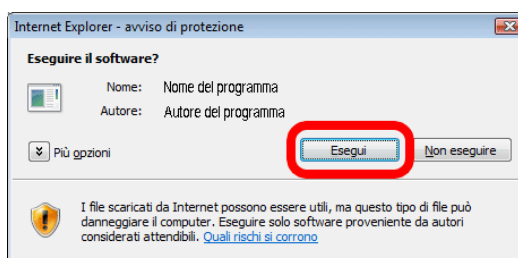 Internet Explorer - avviso di protezione
Eseguire il software?
Nome: Nome del programma
Autore: Autore del programma
Più opzioni
Esegui
Non eseguire
I file scaricati da Internet possono essere utili, ma questo tipo di file può
danneggiare il computer. Eseguire solo software proveniente da autori
considerati attendibili. Quali rischi si corrono